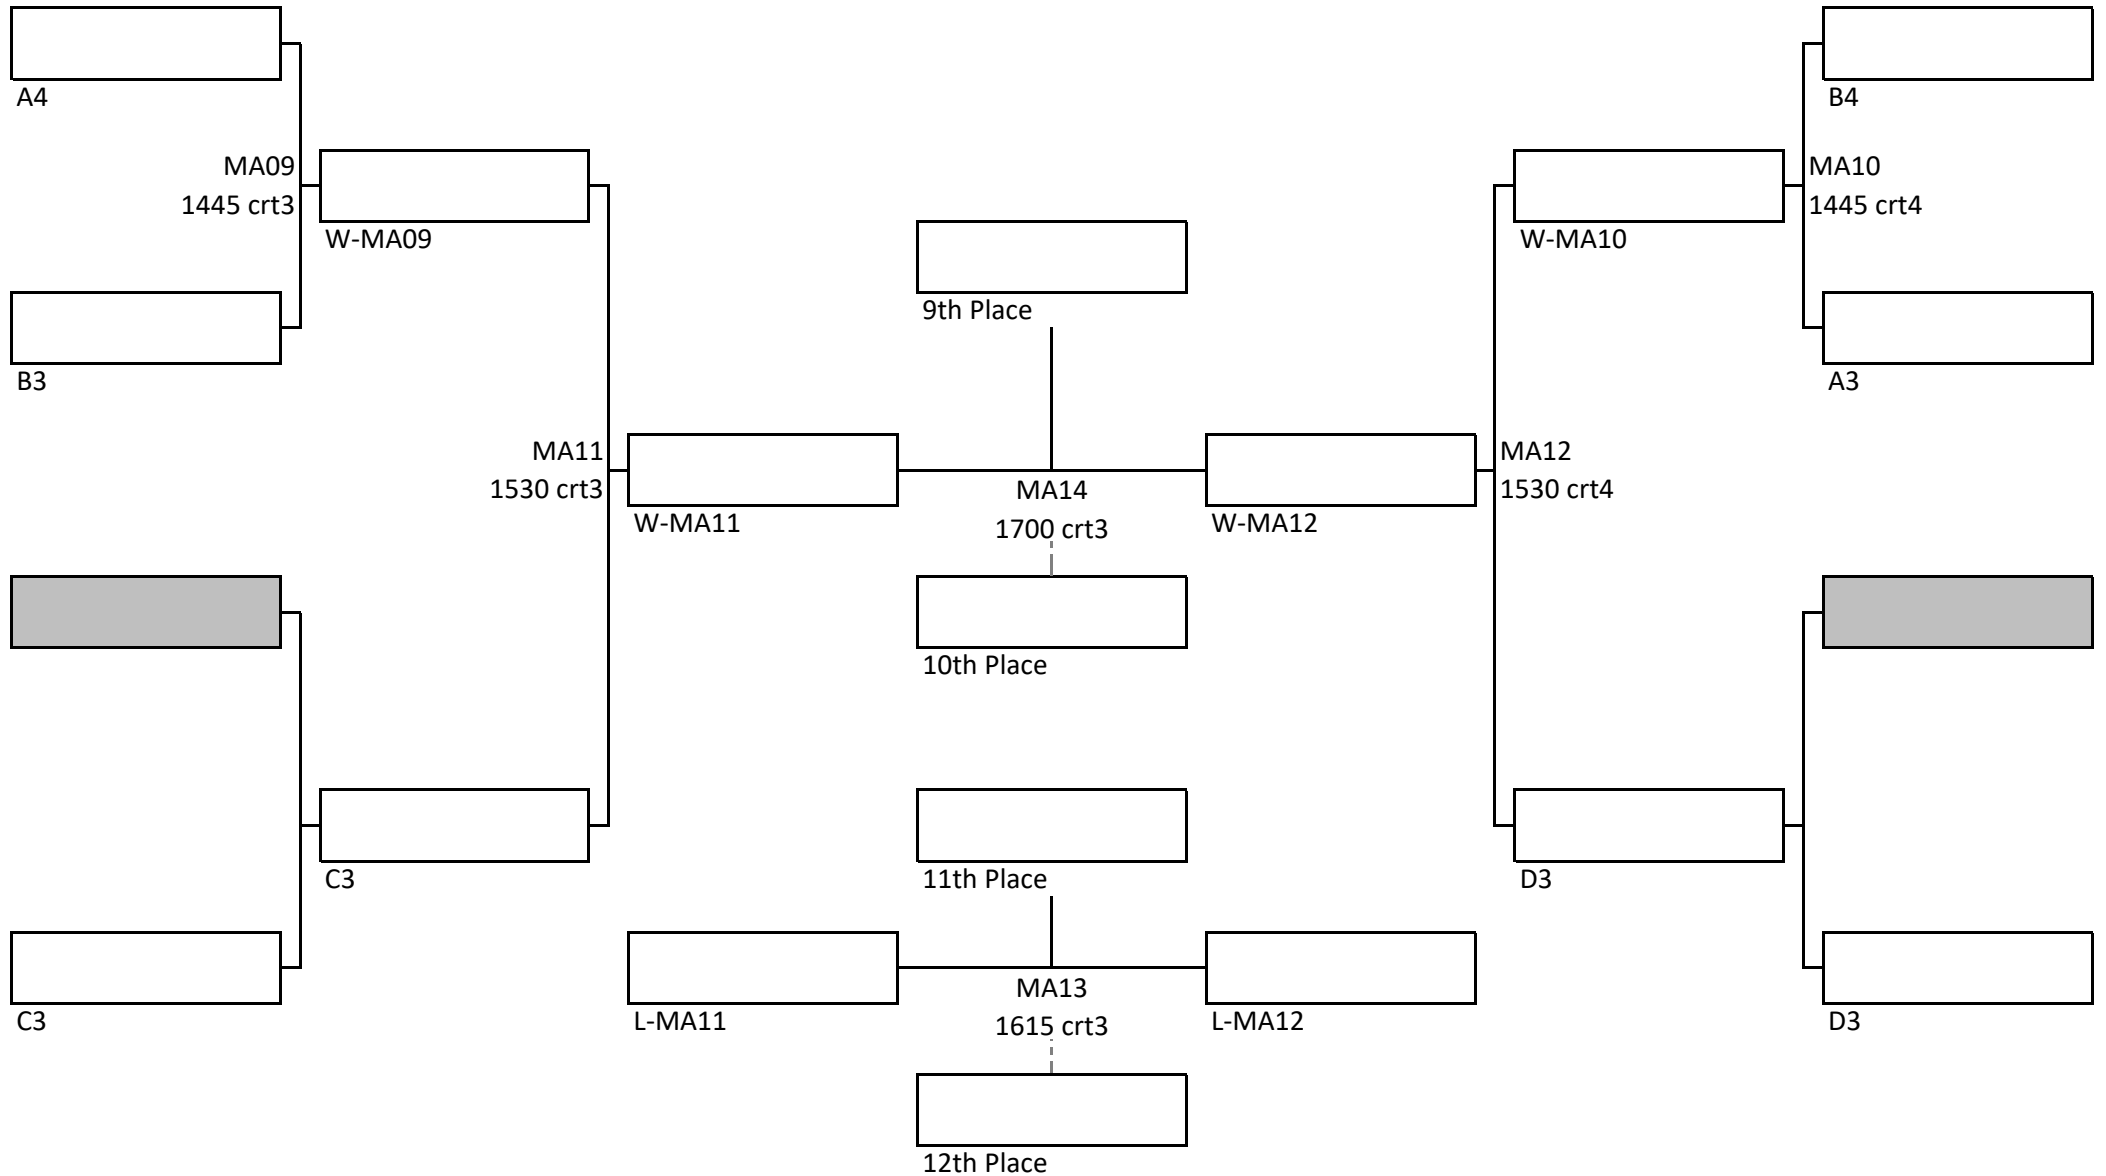 A4
B4
MA09
1445 crt3
MA10
1445 crt4
W-MA09
W-MA10
9th Place
B3
A3
MA11
1530 crt3
MA12
1530 crt4
W-MA11
MA14
1700 crt3
W-MA12
10th Place
C3
11th Place
D3
C3
L-MA11
MA13
1615 crt3
L-MA12
D3
12th Place